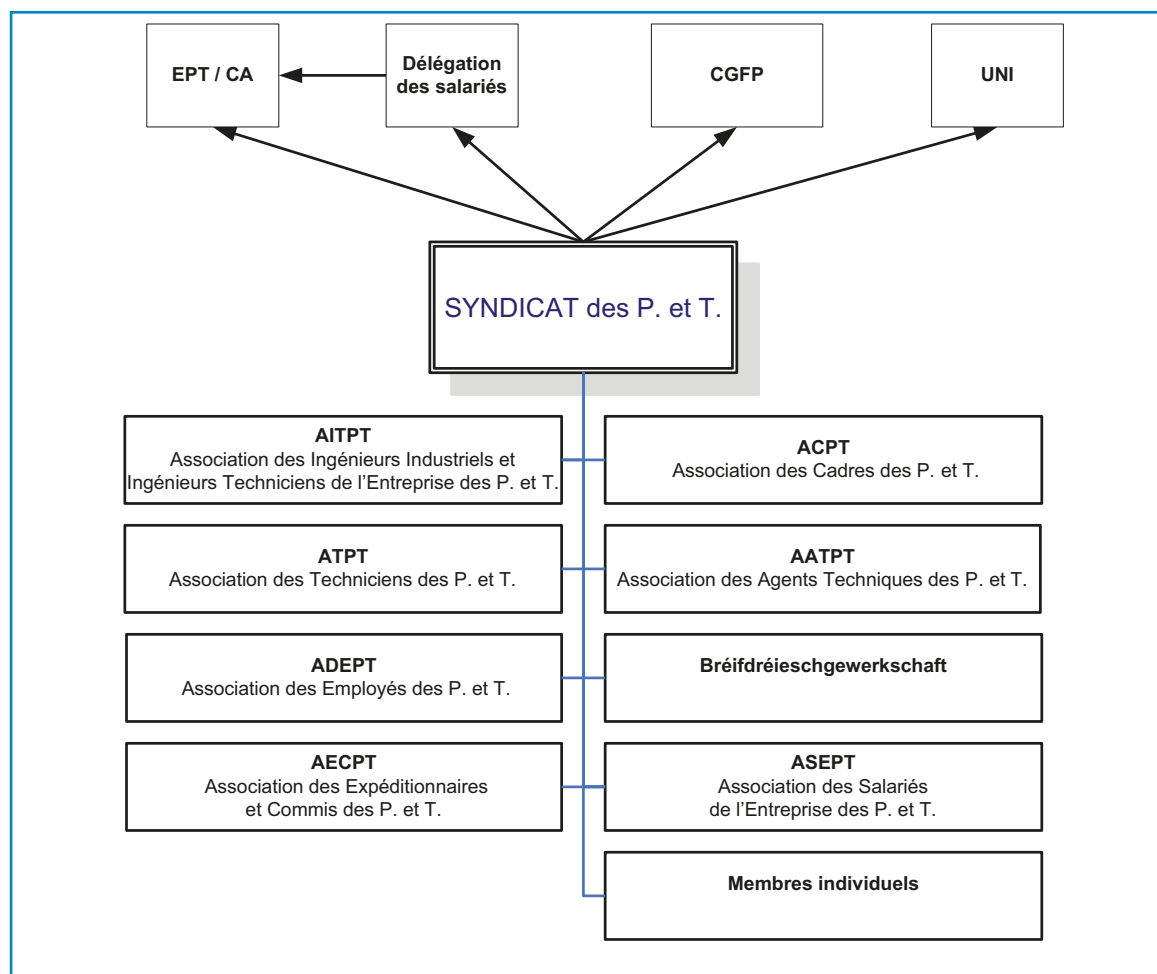 EPT / CA
Délégation
des salariés
CGFP
UNI
SYNDICAT des P. et T.
AITPT
Association des Ingénieurs Industriels et
Ingénieurs Techniciens de l’Entreprise des P. et T.
ACPT
Association des Cadres des P. et T.
ATPT
Association des Techniciens des P. et T.
AATPT
Association des Agents Techniques des P. et T.
ADEPT
Association des Employés des P. et T.
Bréifdréieschgewerkschaft
AECPT
Association des Expéditionnaires
et Commis des P. et T.
ASEPT
Association des Salariés
de l’Entreprise des P. et T.
Membres individuels